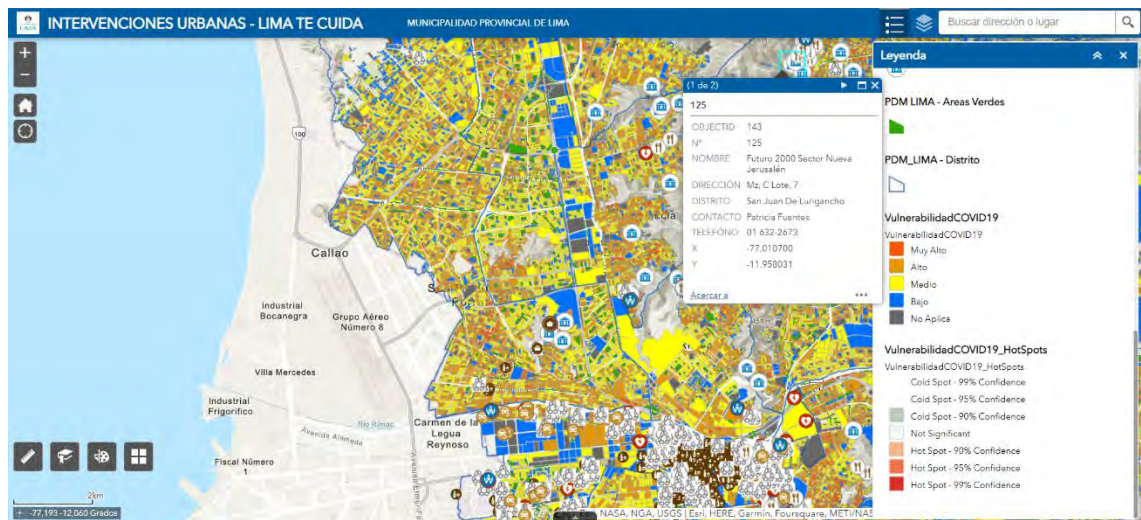 INTERVENCIONES URBANAS - LIMA TE CUIDA
MUNICIPALIDAD PROVINCIAL DE LIMA
Buscar dirección o lugar
LIMA
+
−
100
Callao
Industrial
Bocanegra
Grupo Aéreo
Número 8
Villa Mercedes
Industrial
Frigorifico
Rio Rimac
Avenida Alameda
Carmen de la
Legua
Reynoso
Fiscal Número
1
2km
-77,193 -12,060 Grados
NASA, NGA, USGS | Esri, HERE, Garmin, Foursquare, METI/NAS
(1 de 2)
125
OBJECTID 143
N° 125
NOMBRE Futuro 2000 Sector Nueva
Jerusalén
DIRECCIÓN Mz, C Lote, 7
DISTRITO San Juan De Lurigancho
CONTACTO Patricia Fuentes
TELEFÓNO 01 632-2673
X -77,010700
Y -11,958031
Acercar a
•••
Leyenda
PDM LIMA - Areas Verdes
PDM_LIMA - Distrito
VulnerabilidadCOVID19
VulnerabilidadCOVID19
Muy Alto
Alto
Medio
Bajo
No Aplica
VulnerabilidadCOVID19_HotSpots
VulnerabilidadCOVID19_HotSpots
Cold Spot - 99% Confidence
Cold Spot - 95% Confidence
Cold Spot - 90% Confidence
Not Significant
Hot Spot - 90% Confidence
Hot Spot - 95% Confidence
Hot Spot - 99% Confidence